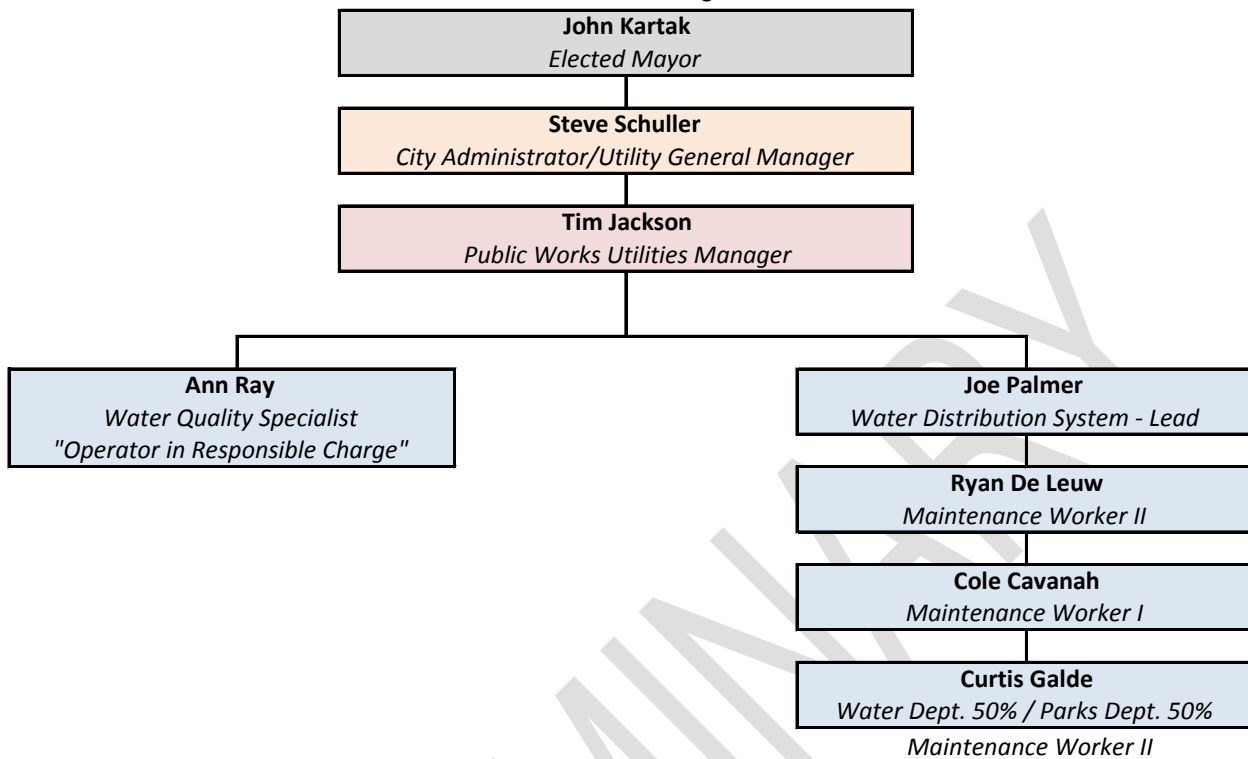 John Kartak
Elected Mayor
Steve Schuller
City Administrator/Utility General Manager
Tim Jackson
Public Works Utilities Manager
Ann Ray
Water Quality Specialist
"Operator in Responsible Charge"
Joe Palmer
Water Distribution System - Lead
Ryan De Leuw
Maintenance Worker II
Cole Cavanah
Maintenance Worker I
Curtis Galde
Water Dept. 50% / Parks Dept. 50%
Maintenance Worker II